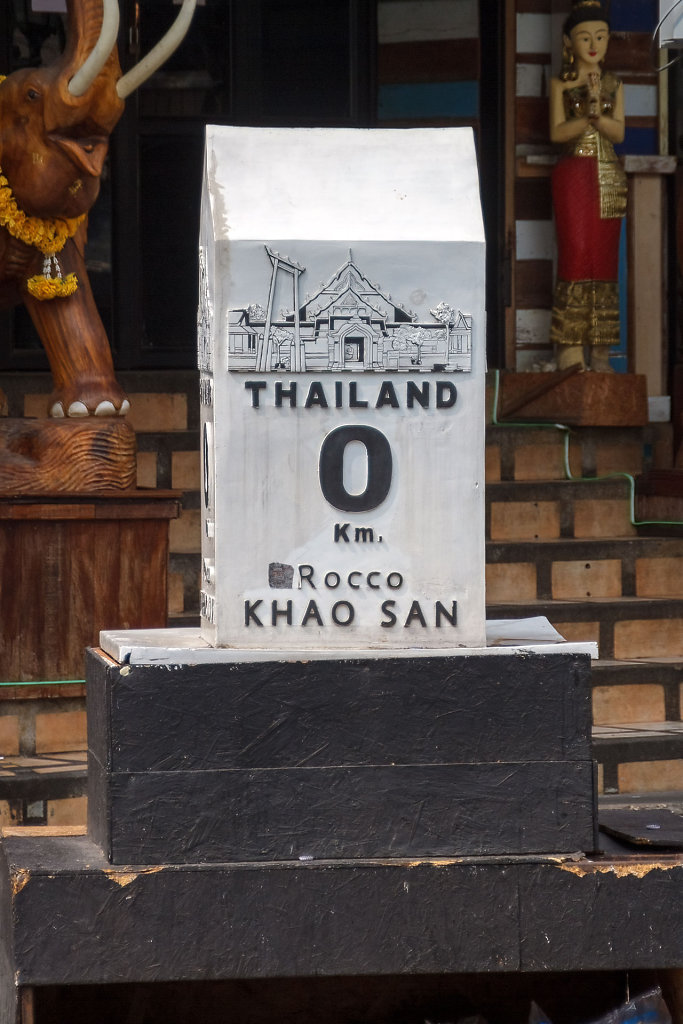 THAILAND
0
Km.
Rocco
KHAO SAN